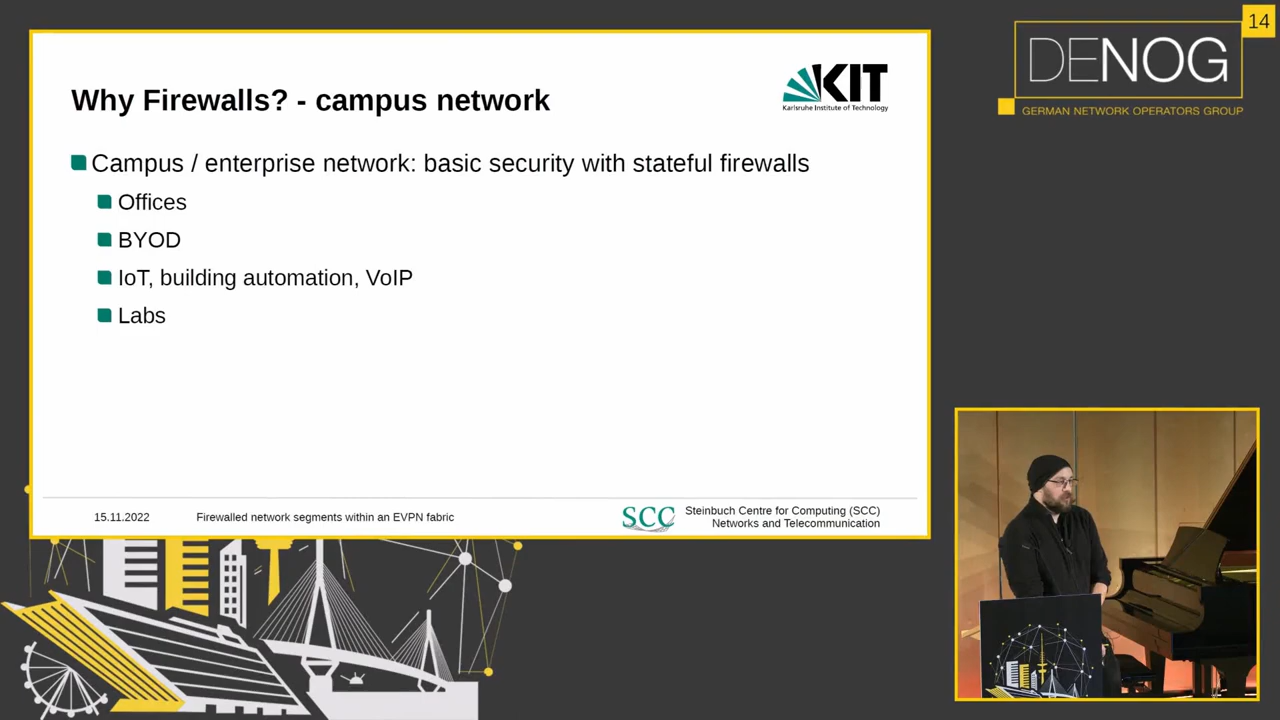 14
DENOG
GERMAN NETWORK OPERATORS GROUP
KIT
Karlsruhe Institute of Technology
Why Firewalls? - campus network
Campus / enterprise network: basic security with stateful firewalls
Offices
BYOD
IoT, building automation, VoIP
Labs
15.11.2022
Firewalled network segments within an EVPN fabric
SCC
Steinbuch Centre for Computing (SCC)
Networks and Telecommunication